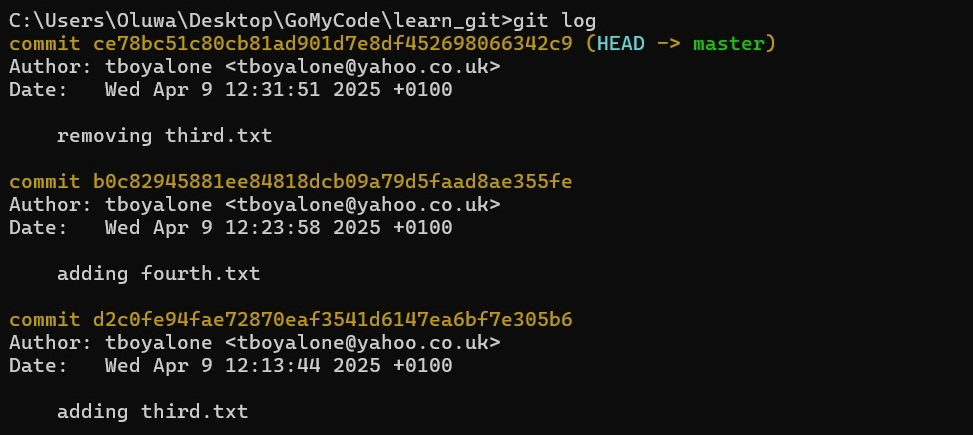 C:\Users\Oluwa\Desktop\GoMyCode\learn_git>git log
commit ce78bc51c80cb81ad901d7e8df452698066342c9 (HEAD -> master)
Author: tboyalone <tboyalone@yahoo.co.uk>
Date:   Wed Apr 9 12:31:51 2025 +0100
    removing third.txt
commit b0c82945881ee84818dcb09a79d5faad8ae355fe
Author: tboyalone <tboyalone@yahoo.co.uk>
Date:   Wed Apr 9 12:23:58 2025 +0100
    adding fourth.txt
commit d2c0fe94fae72870eaf3541d6147ea6bf7e305b6
Author: tboyalone <tboyalone@yahoo.co.uk>
Date:   Wed Apr 9 12:13:44 2025 +0100
    adding third.txt